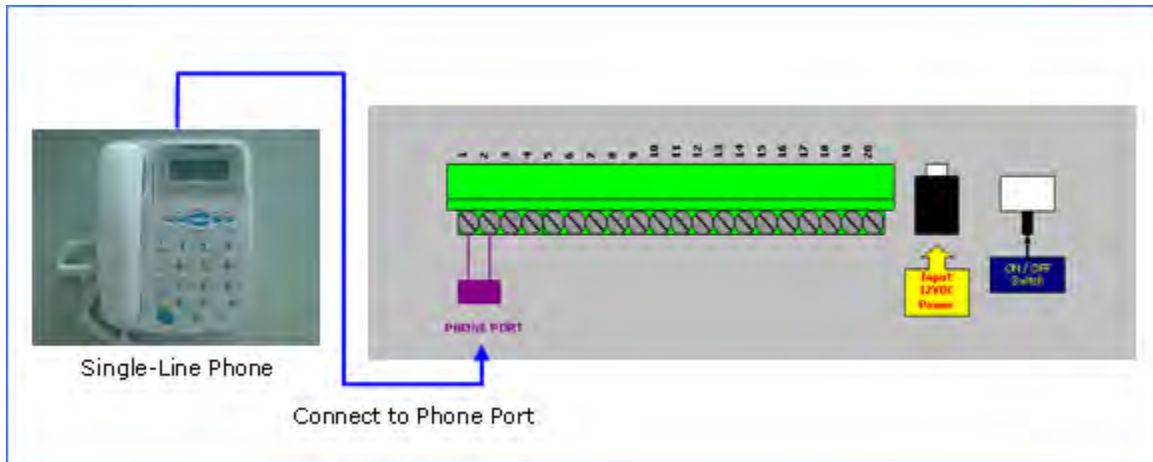 1 2 3 4 5 6 7 8 9 10 11 12 13 14 15 16 17 18 19 20
Input
12VDC
Power
ON / OFF
Switch
PHONE PORT
Single-Line Phone
Connect to Phone Port